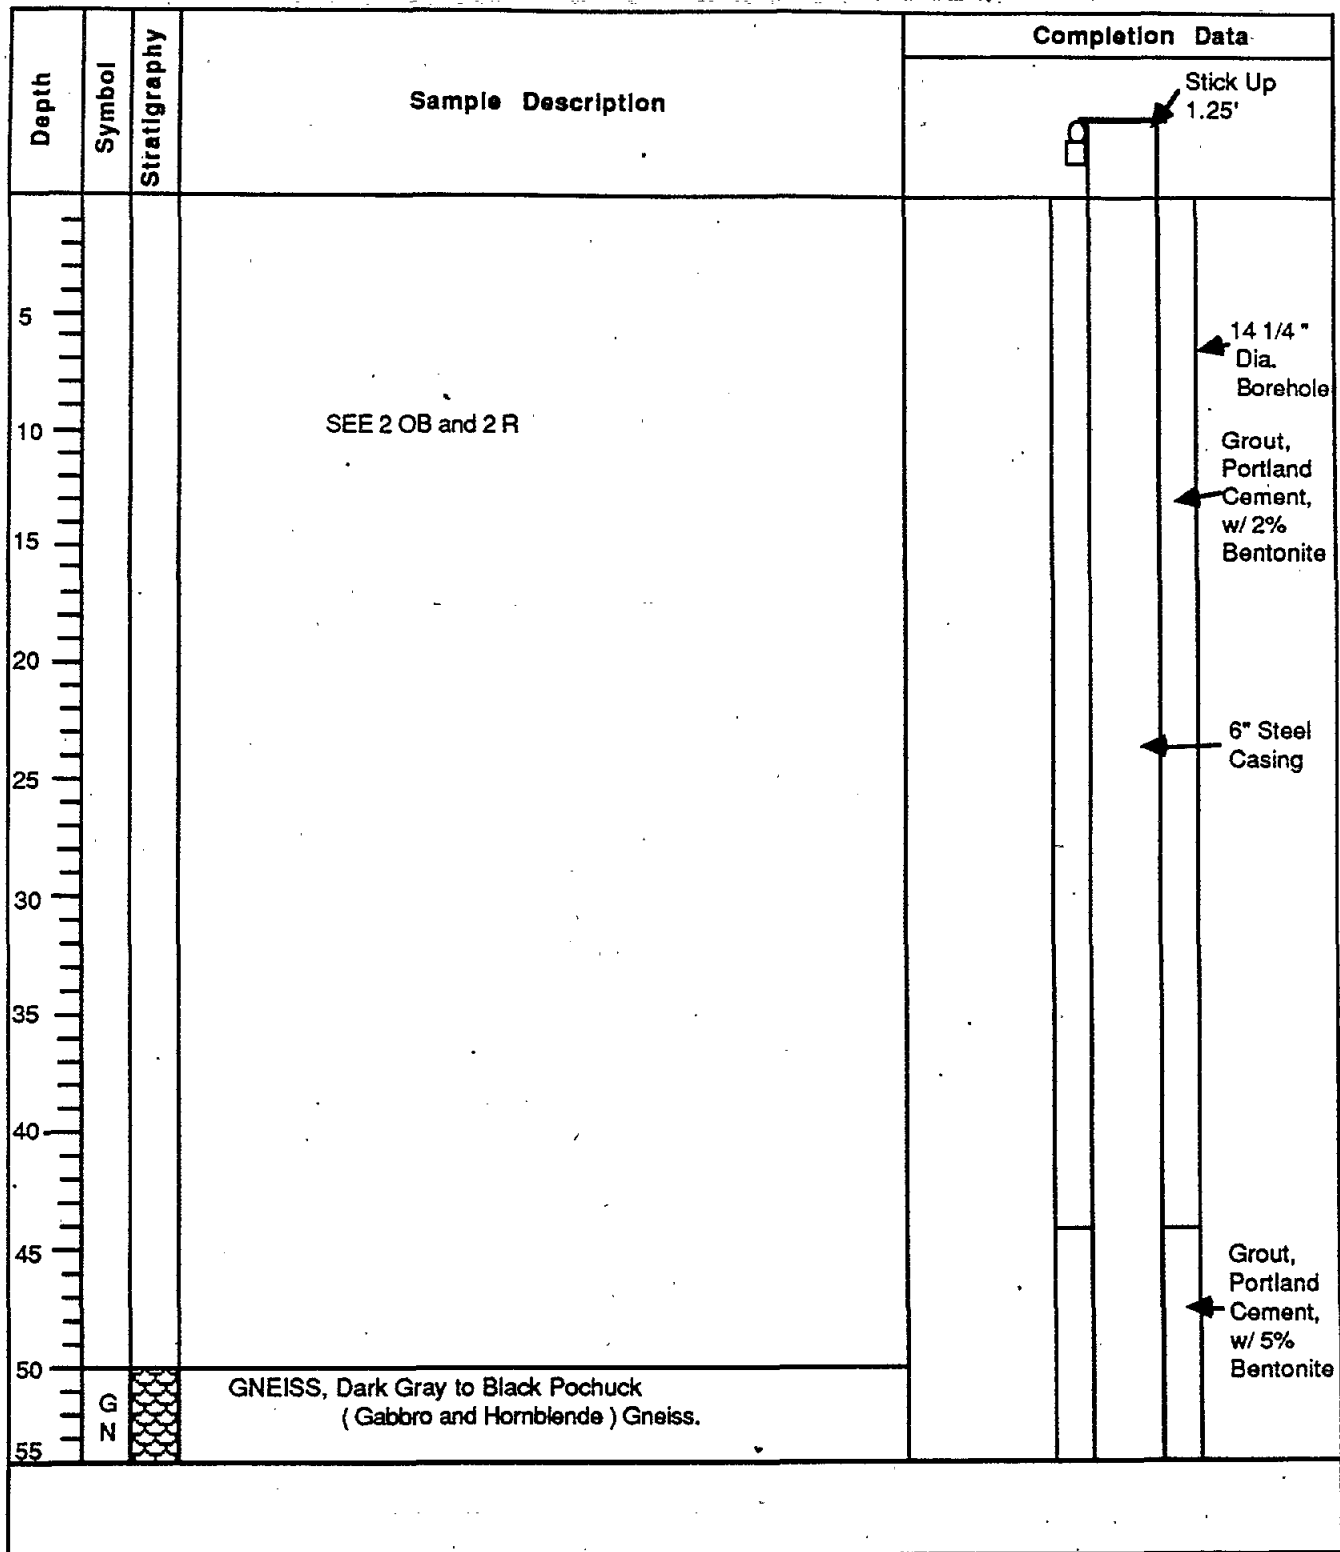 Depth
Symbol
Stratigraphy
Sample Description
Completion Data
Stick Up
1.25'
5
14 1/4 "
Dia.
Borehole
10
SEE 2 OB and 2 R
Grout,
Portland
Cement,
w/ 2%
Bentonite
15
20
6" Steel
Casing
25
30
35
40
45
Grout,
Portland
Cement,
w/ 5%
Bentonite
50
GNEISS, Dark Gray to Black Pochuck
( Gabbro and Hornblende ) Gneiss.
G
N
55